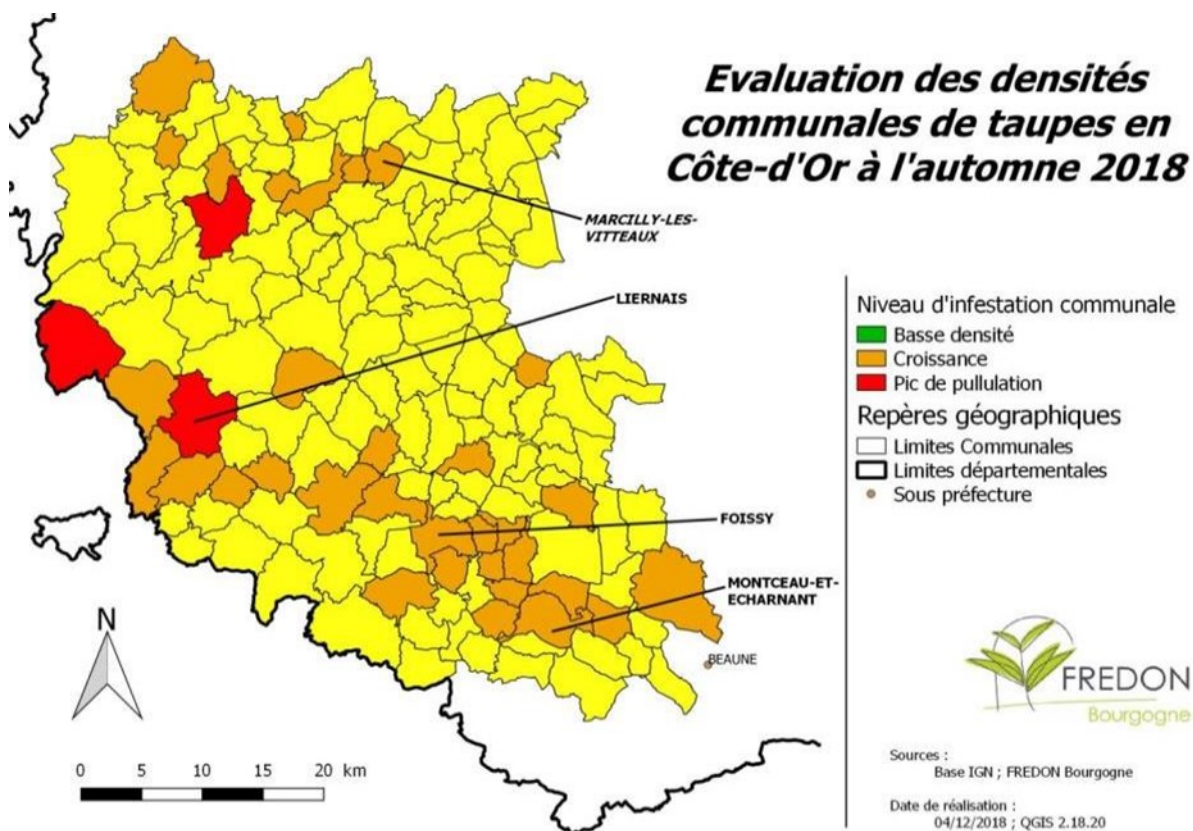 Evaluation des densités
communales de taupes en
Côte-d'Or à l'automne 2018
MARCILLY-LES-
VITTEAUX
LIERNAIS
FOISSY
MONTCEAU-ET-
ECHARNANT
BEAUNE
N
0 5 10 15 20 km
Niveau d'infestation communale
Basse densité
Croissance
Pic de pullulation
Repères géographiques
Limites Communales
Limites départementales
Sous préfecture
FREDON
Bourgogne
Sources :
Base IGN ; FREDON Bourgogne
Date de réalisation :
04/12/2018 ; QGIS 2.18.20